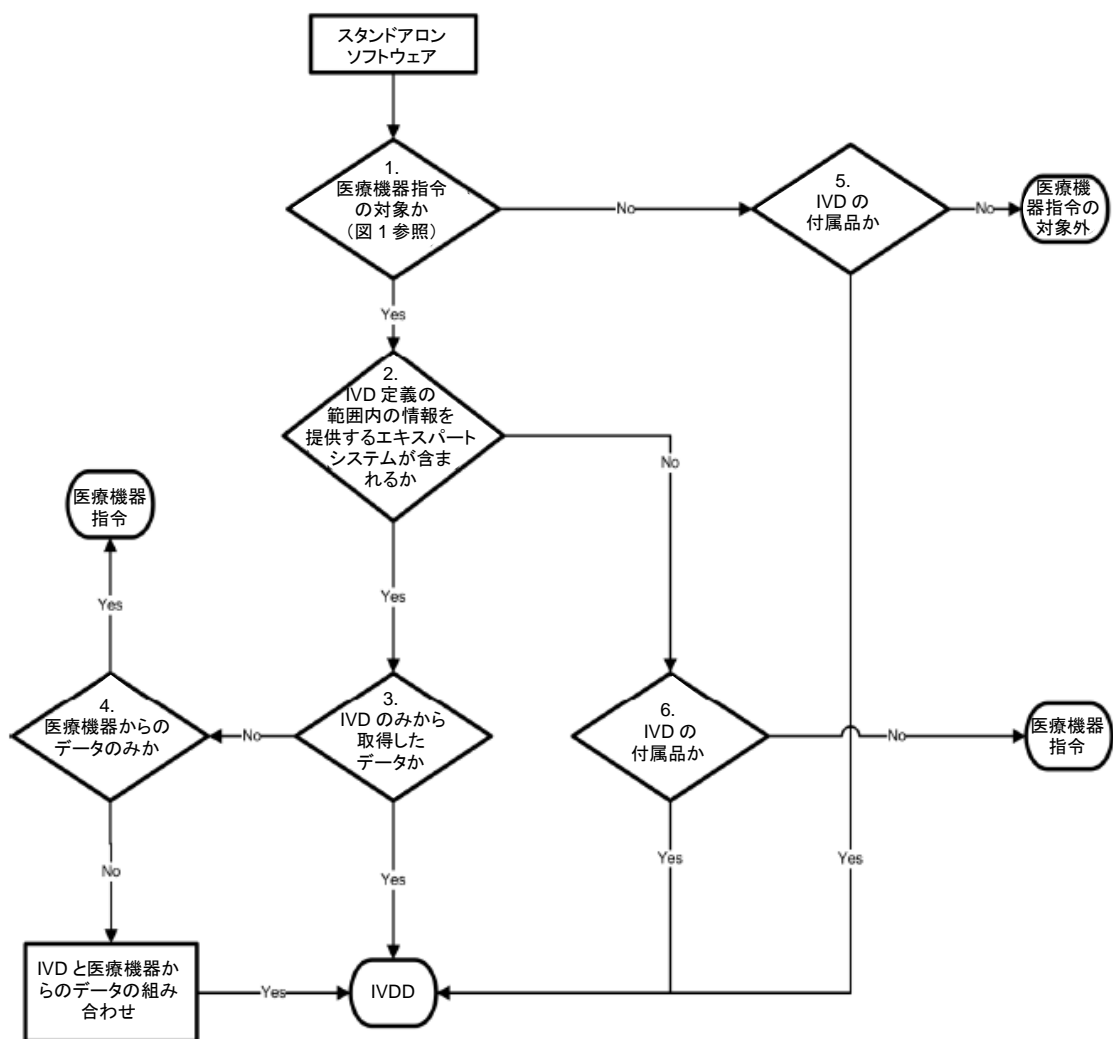 スタンドアロン
ソフトウェア
1.
医療機器指令
の対象か
（図 1 参照）
No
5.
IVD の
付属品か
No
医療機
器指令の
対象外
Yes
2.
IVD 定義の
範囲内の情報を
提供するエキスパート
システムが含ま
れるか
No
医療機器
指令
Yes
Yes
4.
医療機器からの
データのみか
No
3.
IVD のみから
取得した
データか
6.
IVD の
付属品か
No
医療機器
指令
No
Yes
Yes
Yes
IVD と医療機器か
らのデータの組み
合わせ
Yes
IVDD